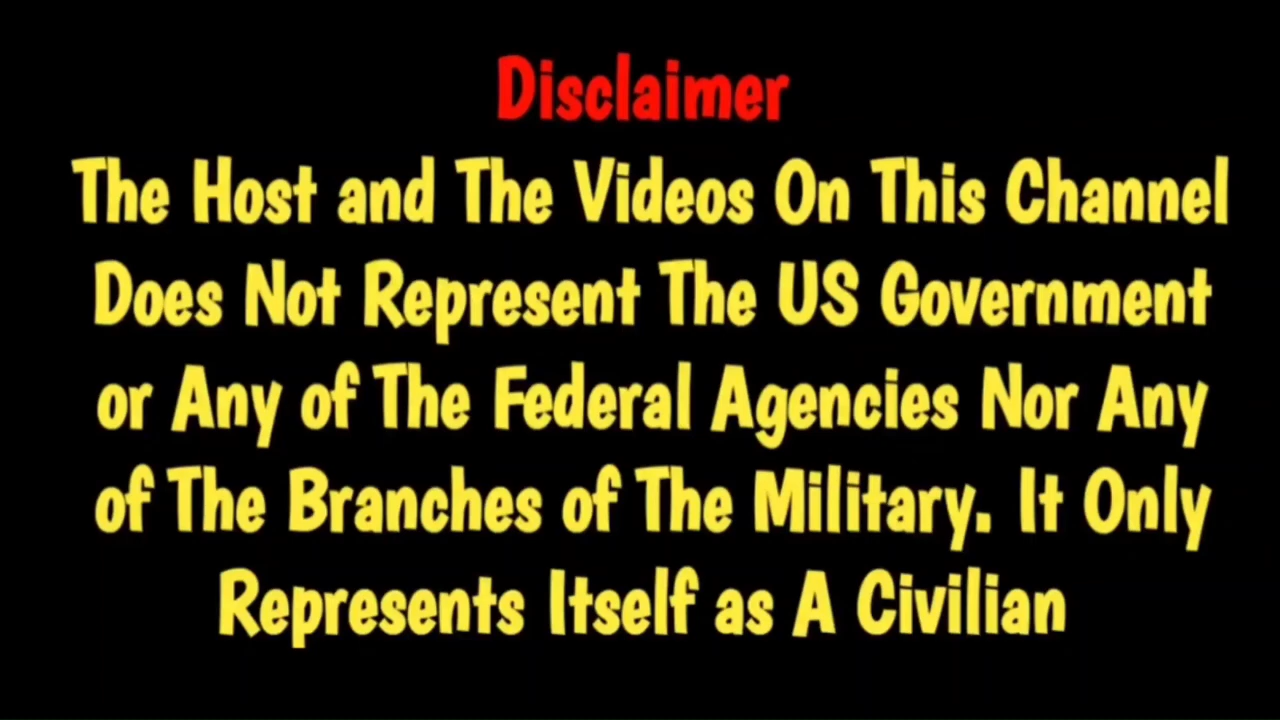 Disclaimer
The Host and The Videos On This Channel
Does Not Represent The US Government
or Any of The Federal Agencies Nor Any
of The Branches of The Military. It Only
Represents Itself as A Civilian